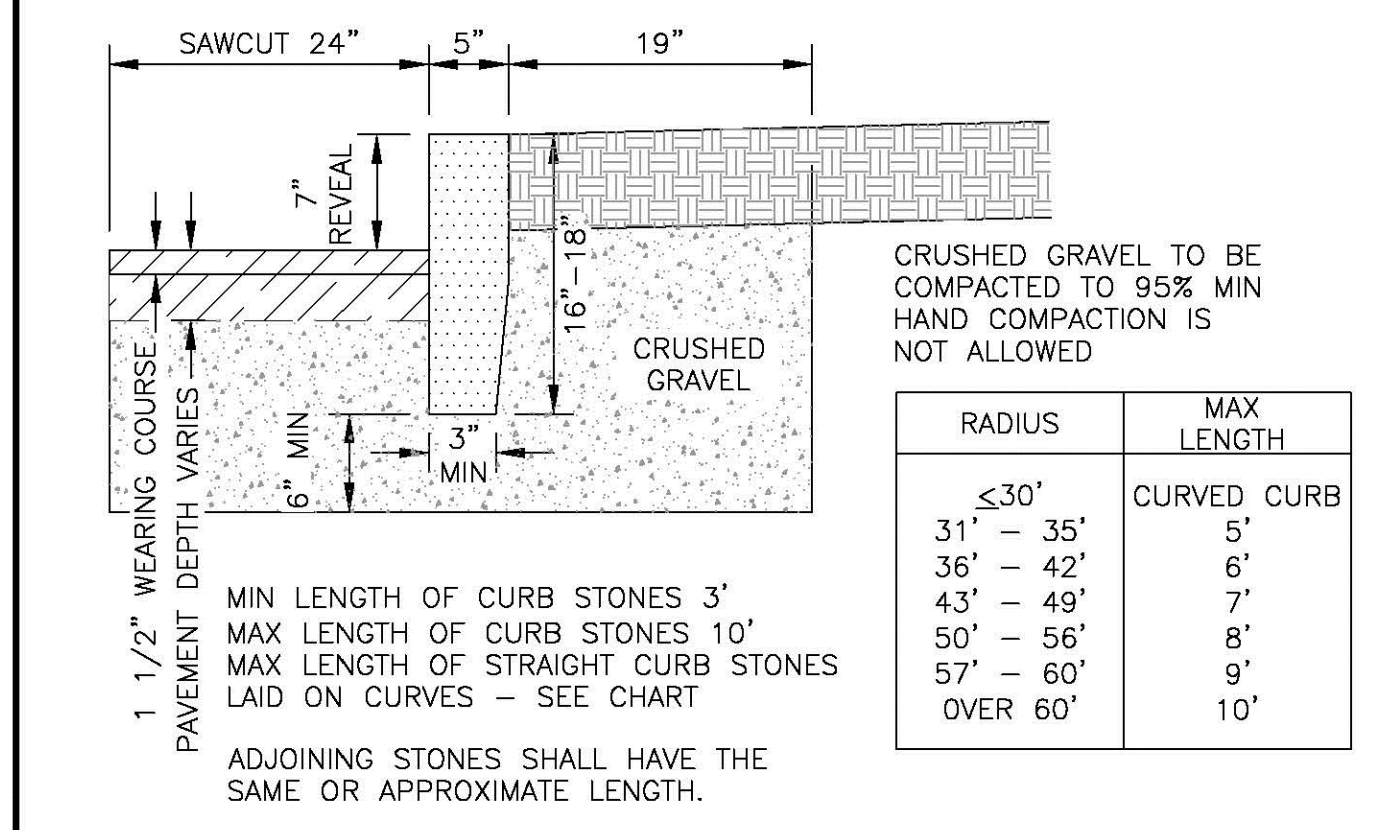 SAWCUT 24"
5"
19"
7"
REVEAL
16"-18"
CRUSHED
GRAVEL
3"
MIN
6" MIN
1 1/2" WEARING COURSE
PAVEMENT DEPTH VARIES
CRUSHED GRAVEL TO BE
COMPACTED TO 95% MIN
HAND COMPACTION IS
NOT ALLOWED
RADIUS MAX
LENGTH
≤30' CURVED CURB
31' - 35' 5'
36' - 42' 6'
43' - 49' 7'
50' - 56' 8'
57' - 60' 9'
OVER 60' 10'
MIN LENGTH OF CURB STONES 3'
MAX LENGTH OF CURB STONES 10'
MAX LENGTH OF STRAIGHT CURB STONES
LAID ON CURVES - SEE CHART
ADJOINING STONES SHALL HAVE THE
SAME OR APPROXIMATE LENGTH.